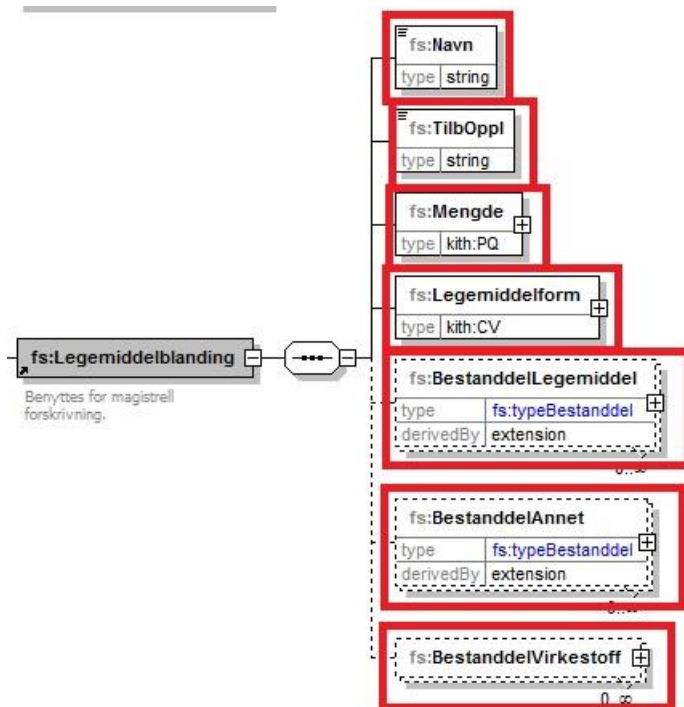 fs:Navn
type string
fs:TilbOppl
type string
fs:Mengde
type kith:PQ
fs:Legemiddelform
type kith:CV
fs:Legemiddelblanding
Benyttes for magistrell
forskrivning.
fs:BestanddelLegemiddel
type fs:typeBestanddel
derivedBy extension
0..∞
fs:BestanddelAnnet
type fs:typeBestanddel
derivedBy extension
0..∞
fs:BestanddelVirkestoff
0..∞